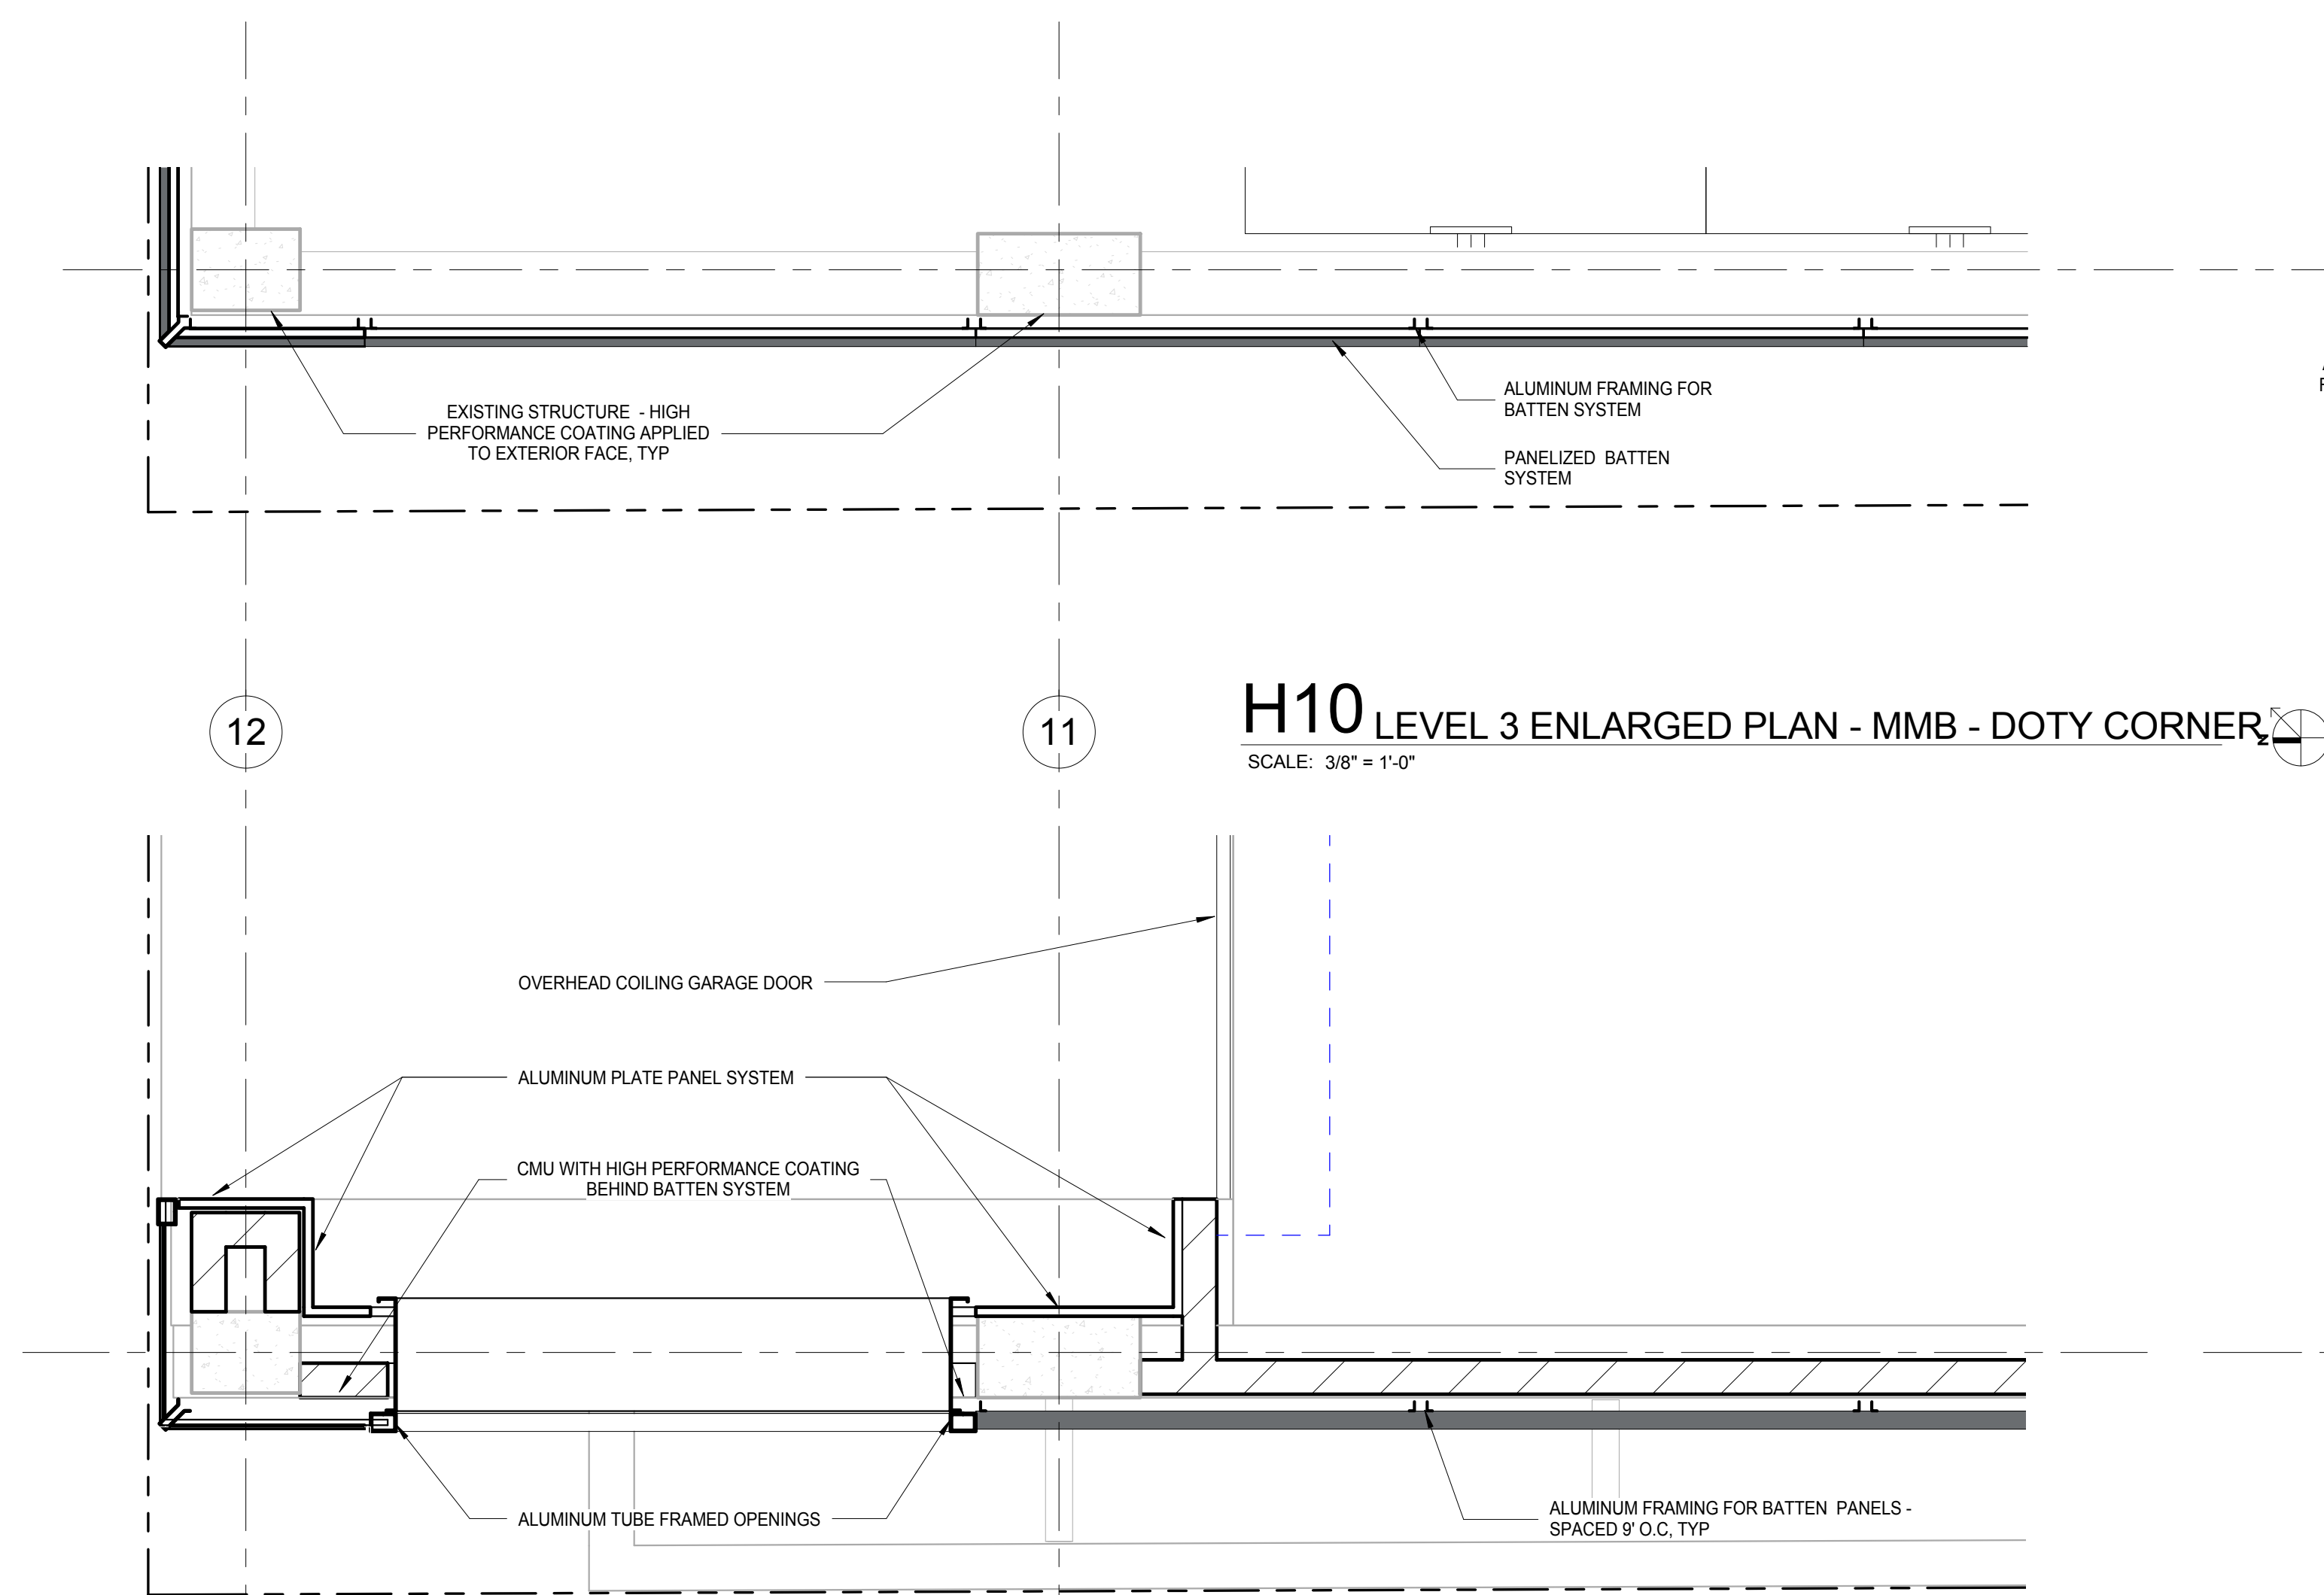 EXISTING STRUCTURE - HIGH
PERFORMANCE COATING APPLIED
TO EXTERIOR FACE, TYP
ALUMINUM FRAMING FOR
BATTEN SYSTEM
PANELIZED BATTEN
SYSTEM
12
11
H10 LEVEL 3 ENLARGED PLAN - MMB - DOTY CORNER
N
SCALE: 3/8" = 1'-0"
OVERHEAD COILING GARAGE DOOR
ALUMINUM PLATE PANEL SYSTEM
CMU WITH HIGH PERFORMANCE COATING
BEHIND BATTEN SYSTEM
ALUMINUM TUBE FRAMED OPENINGS
ALUMINUM FRAMING FOR BATTEN PANELS -
SPACED 9' O.C, TYP